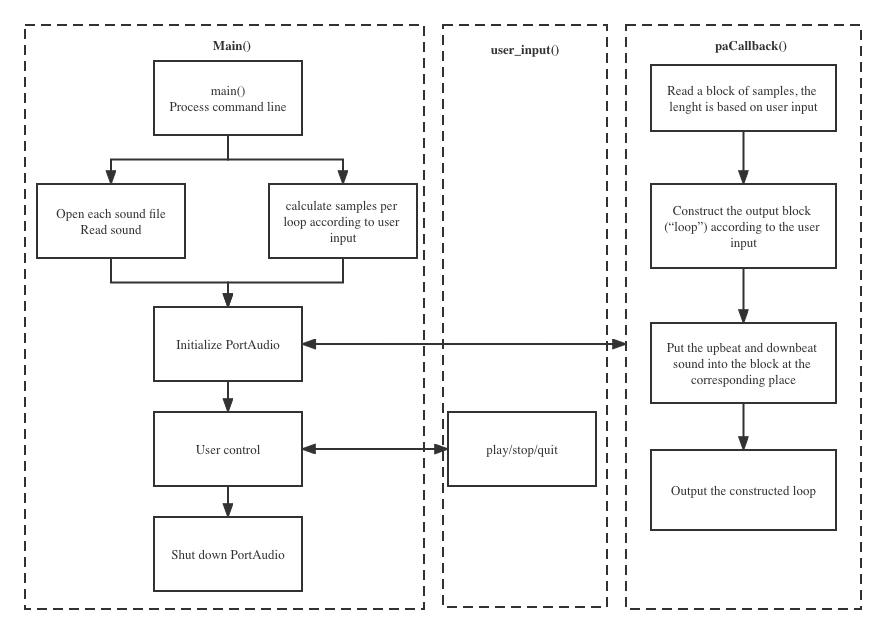 Main()
main()
Process command line
Open each sound file
Read sound
calculate samples per
loop according to user
input
Initialize PortAudio
User control
Shut down PortAudio
user_input()
play/stop/quit
paCallback()
Read a block of samples, the
lenght is based on user input
Construct the output block
(“loop”) according to the user
input
Put the upbeat and downbeat
sound into the block at the
corresponding place
Output the constructed loop